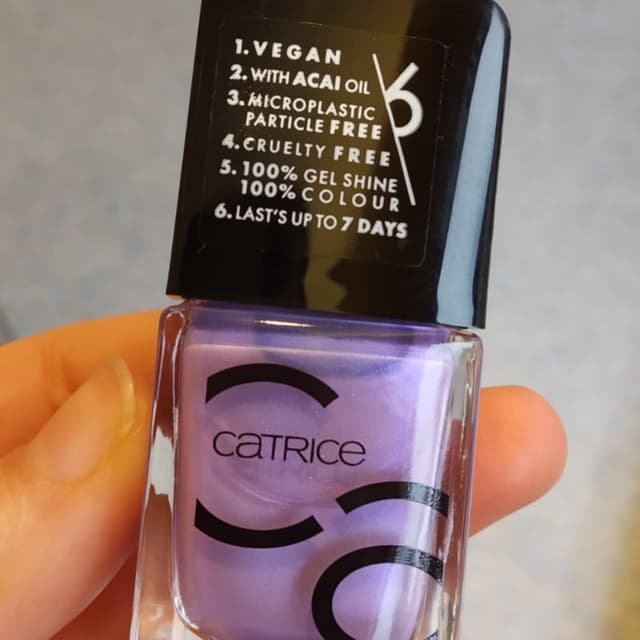 1. VEGAN
2. WITH ACAI OIL
3. MICROPLASTIC
PARTICLE FREE
4. CRUELTY FREE
5. 100% GEL SHINE
100% COLOUR
6. LAST'S UP TO 7 DAYS
6
CATRICE